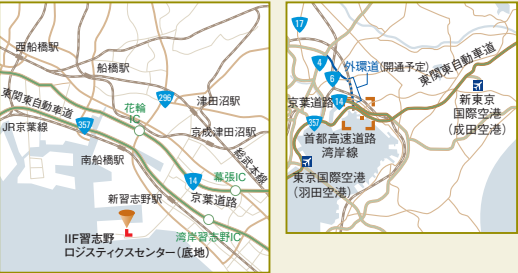 西船橋駅
船橋駅
東関東自動車道
花輪
IC
296
津田沼駅
JR京葉線
357
京成津田沼駅
総武本線
南船橋駅
14
幕張IC
新習志野駅
京葉道路
湾岸習志野IC
IIF習志野
ロジスティクスセンター(底地)
17
4
外環道(開通予定)
6
東関東自動車道
京葉道路
14
新東京
国際空港
(成田空港)
357
首都高速道路
湾岸線
東京国際空港
(羽田空港)